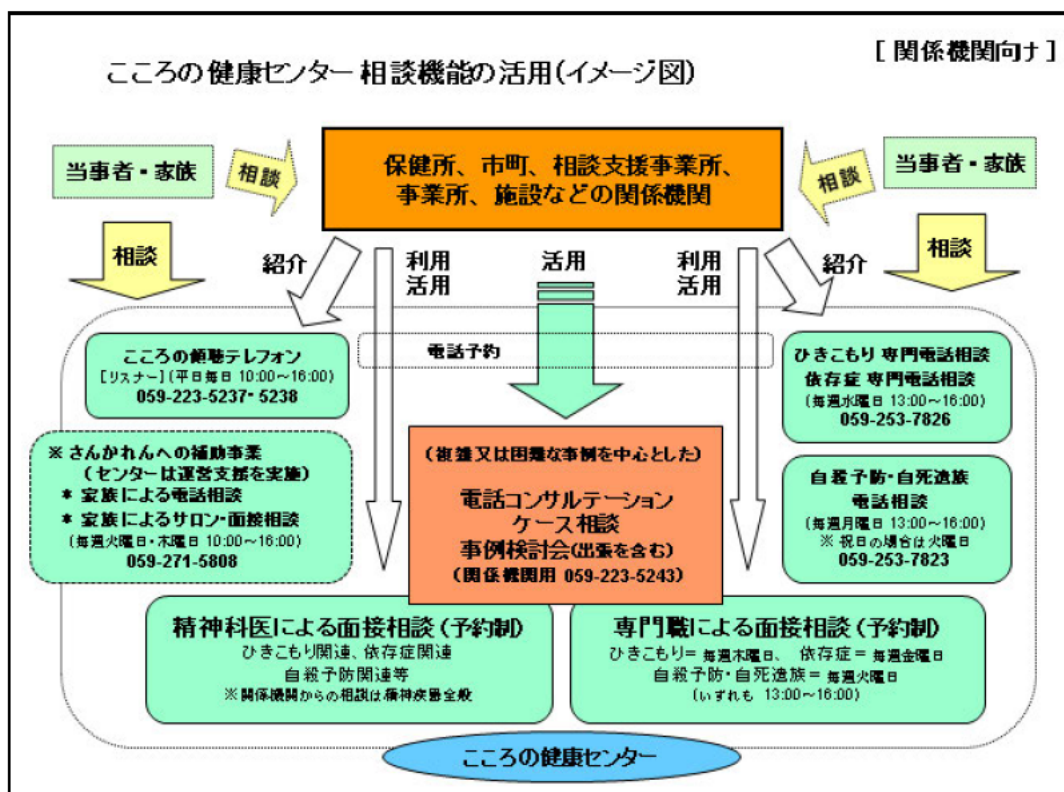 [関係機関向ナ]
こころの健康センター 相談機能の活用(イメージ図)
当事者・家族
相談
保健所、市町、相談支援事業所、
事業所、施設などの関係機関
相談
当事者・家族
相談
紹介
利用
活用
活用
利用
活用
紹介
相談
電話予約
こころの傾聴テレフォン
[リスナー](平日毎日 10:00~16:00)
059-223-5237・5238
※ さんかれんへの補助事業
(センターは運営支援を実施)
* 家族による電話相談
* 家族によるサロン・面接相談
(毎週火曜日・木曜日 10:00~16:00)
059-271-5808
(複雑又は困難な事例を中心とした)
電話コンサルテーション
ケース相談
事例検討会(出張を含む)
(関係機関用 059-223-5243)
ひきこもり 専門電話相談
依存症 専門電話相談
(毎週水曜日 13:00~16:00)
059-253-7826
自殺予防・自死遺族
電話相談
(毎週月曜日 13:00~16:00)
※ 祝日の場合は火曜日
059-253-7823
精神科医による面接相談(予約制)
ひきこもり関連、依存症関連
自殺予防関連等
※関係機関からの相談は精神疾患全般
専門職による面接相談(予約制)
ひきこもり= 毎週木曜日、 依存症= 毎週金曜日
自殺予防・自死遺族= 毎週火曜日
(いずれも 13:00~16:00)
こころの健康センター